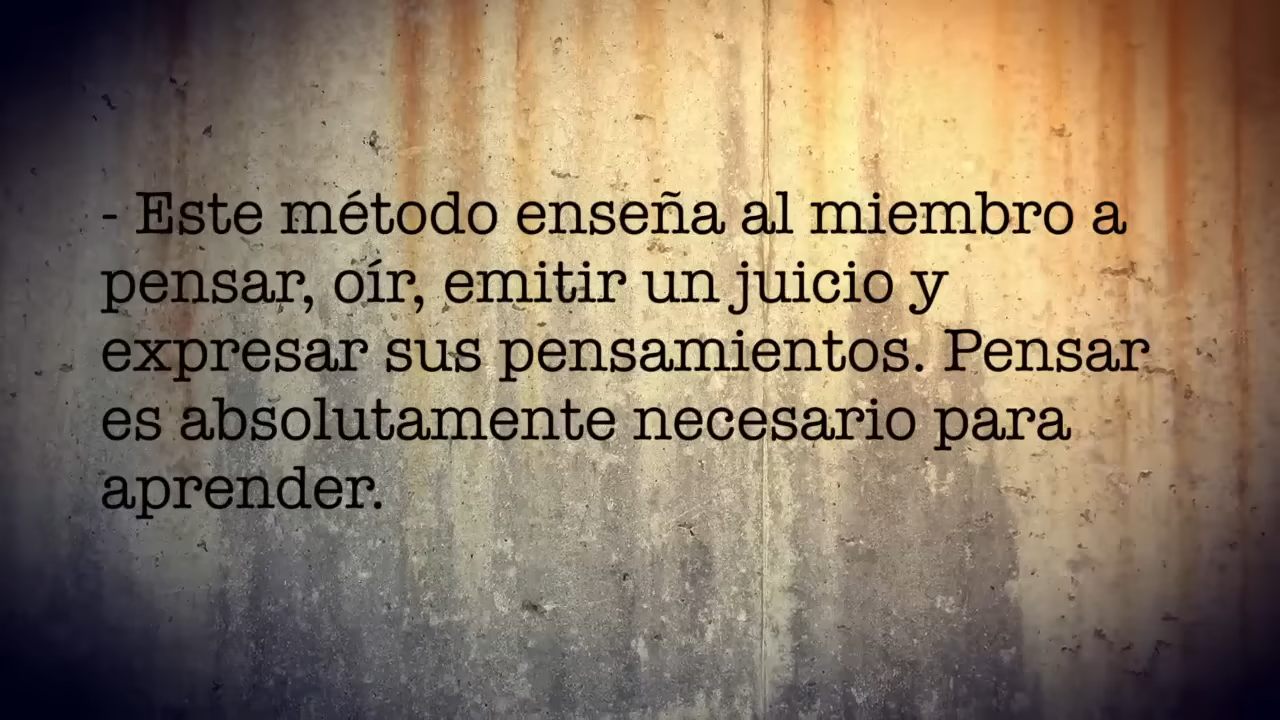 - Este método enseña al miembro a
pensar, oír, emitir un juicio y
expresar sus pensamientos. Pensar
es absolutamente necesario para
aprender.